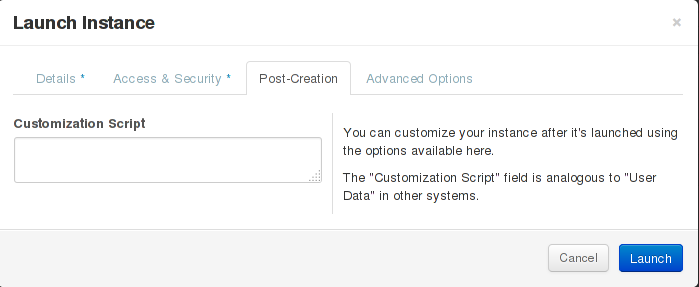 Launch Instance
×
Details * Access & Security * Post-Creation Advanced Options
Customization Script
You can customize your instance after it's launched using
the options available here.
The "Customization Script" field is analogous to "User
Data" in other systems.
Cancel Launch